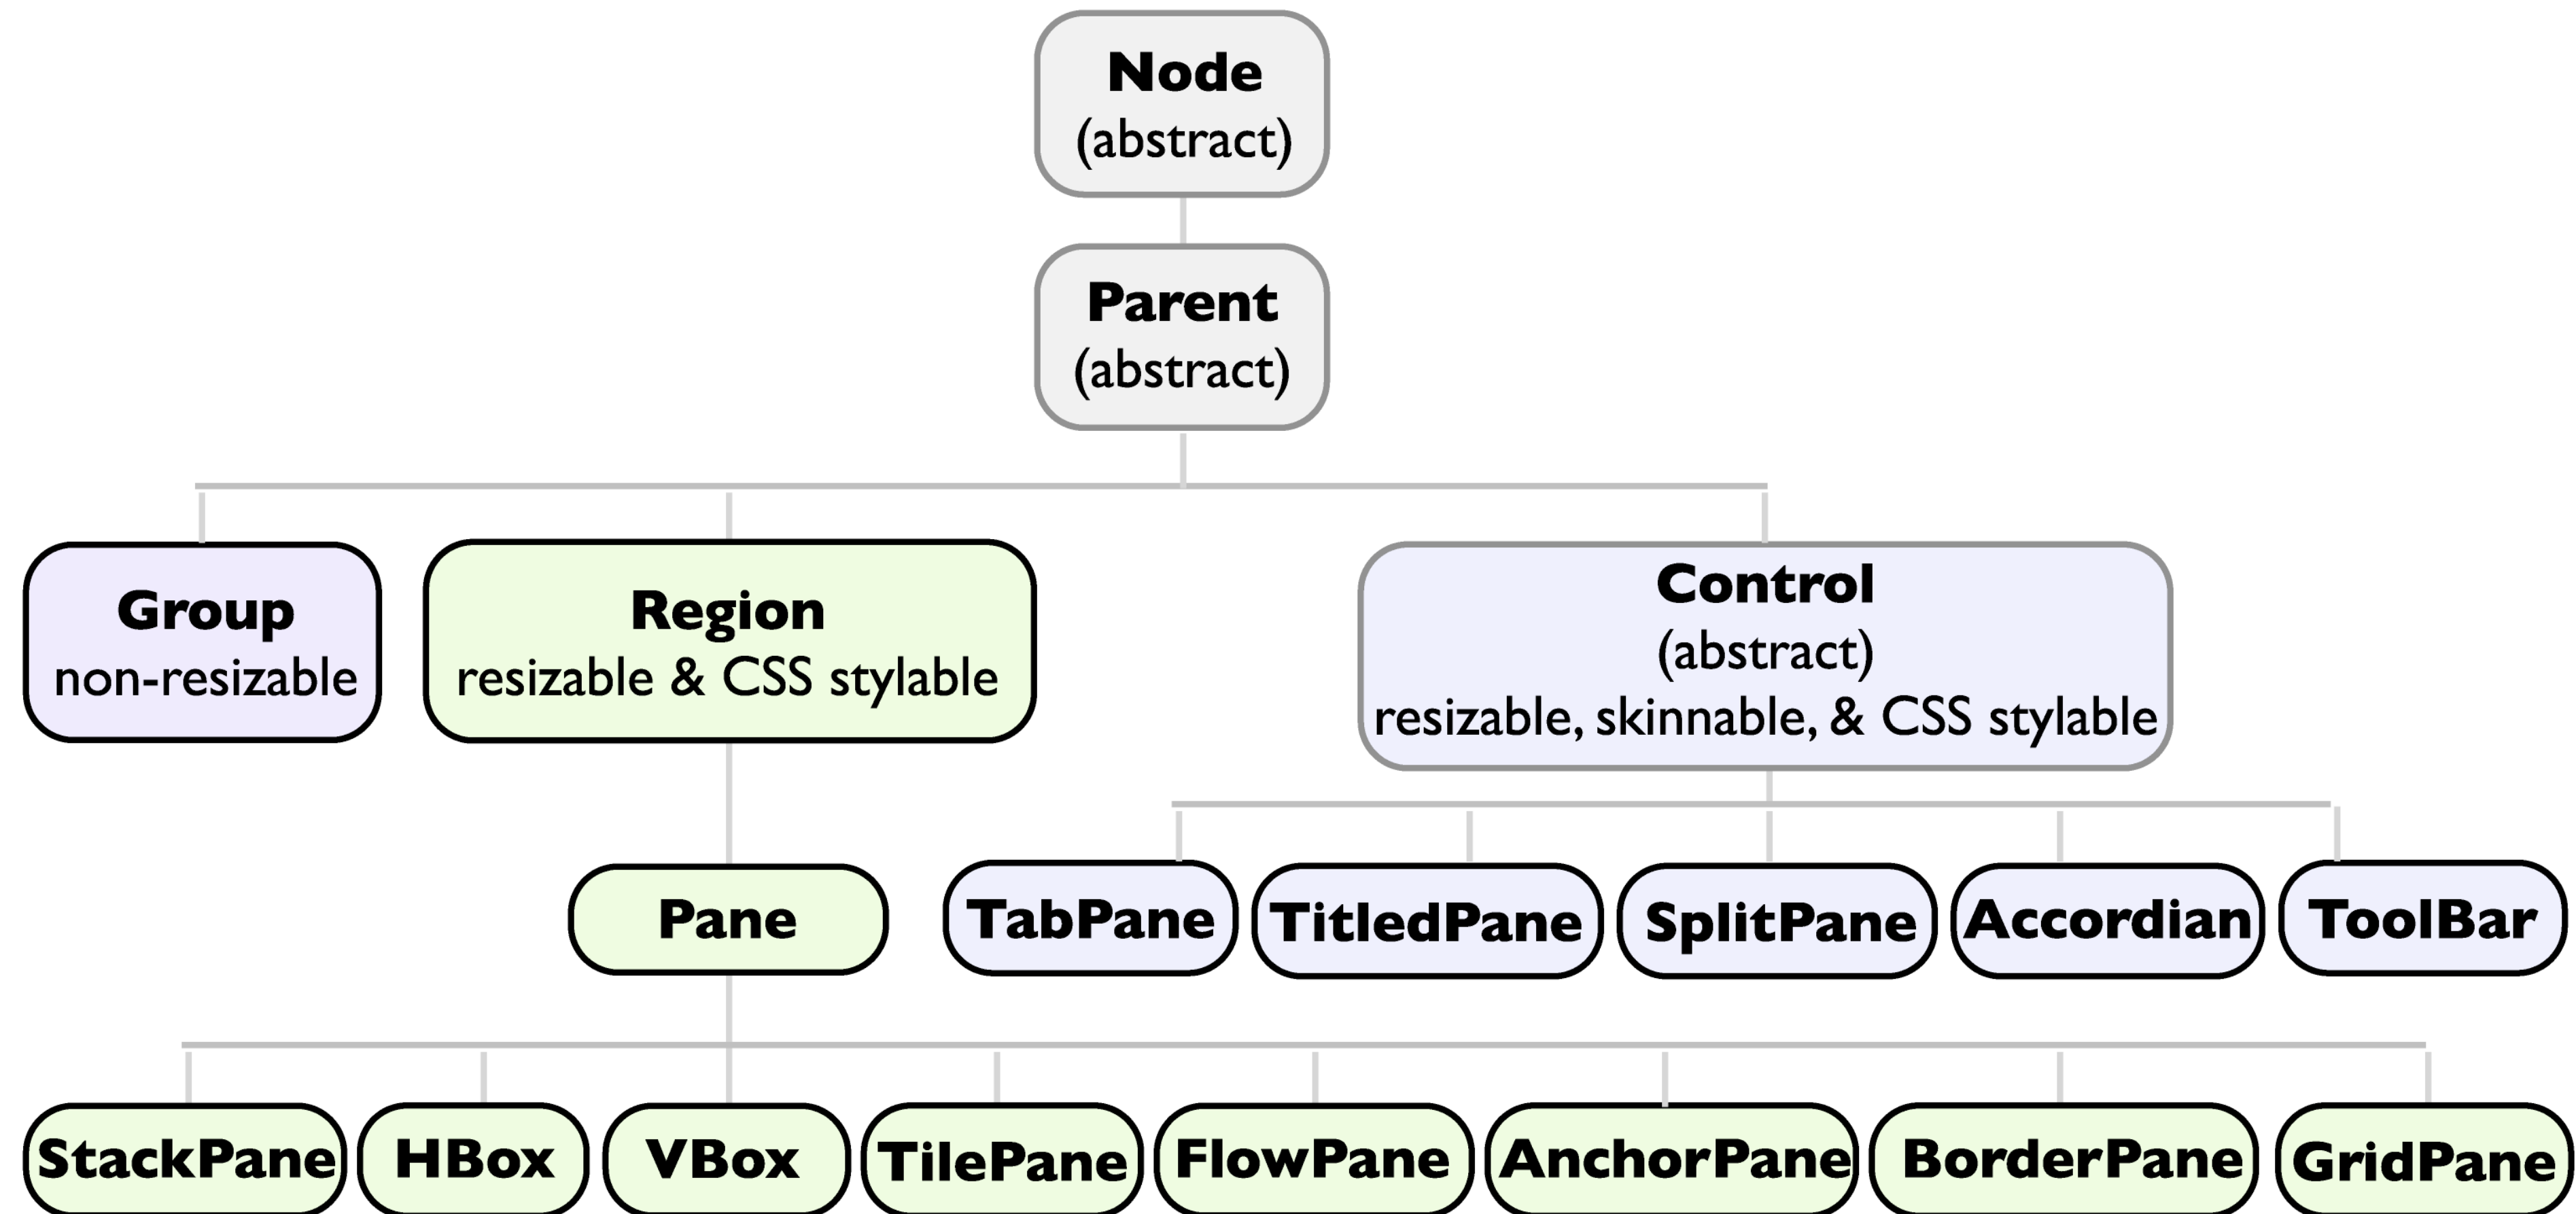 Node
(abstract)
Parent
(abstract)
Group
non-resizable
Region
resizable & CSS stylable
Control
(abstract)
resizable, skinnable, & CSS stylable
Pane
TabPane
TitledPane
SplitPane
Accordian
ToolBar
StackPane
HBox
VBox
TilePane
FlowPane
AnchorPane
BorderPane
GridPane